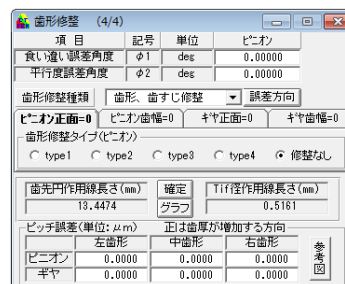 歯形修整　(4/4)
項　目 記号 単位 ピニオン
食い違い誤差角度 φ1 deg 0.00000
平行度誤差角度 φ2 deg 0.00000
歯形修整種類 歯形、歯すじ修整 誤差方向
ピニオン正面=0 ピニオン歯幅=0 ギヤ正面=0 ギヤ歯幅=0
歯形修整タイプ(ピニオン)
type1 type2 type3 type4 修整なし
歯先円作用線長さ(mm) 確定 Tif径作用線長さ(mm)
13.4474 グラフ 0.5161
ピッチ誤差(単位:μm) 正は歯厚が増加する方向
左歯形 中歯形 右歯形 参考図
ピニオン 0.0000 0.0000 0.0000
ギヤ 0.0000 0.0000 0.0000